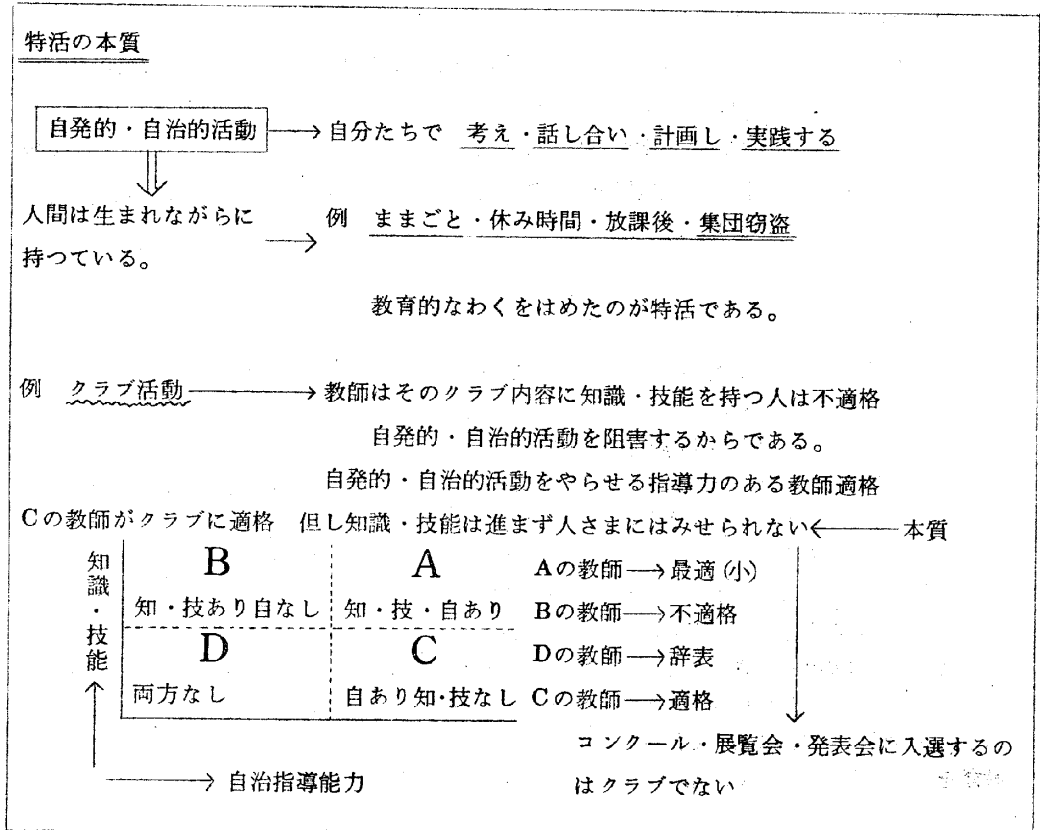 特活の本質
自発的・自治的活動 → 自分たちで 考え・話し合い・計画し・実践する
人間は生まれながらに
持つている。
→ 例 ままごと・休み時間・放課後・集団窃盗
教育的なわくをはめたのが特活である。
例 クラブ活動 → 教師はそのクラブ内容に知識・技能を持つ人は不適格
自発的・自治的活動を阻害するからである。
自発的・自治的活動をやらせる指導力のある教師適格
Cの教師がクラブに適格 但し知識・技能は進まず人さまにはみせられない ← 本質
知識・技能
B
知・技あり自なし
A
知・技・自あり
D
両方なし
C
自あり知・技なし
Aの教師→最適(小)
Bの教師→不適格
Dの教師→辞表
Cの教師→適格
→ 自治指導能力
コンクール・展覧会・発表会に入選するの
はクラブでない